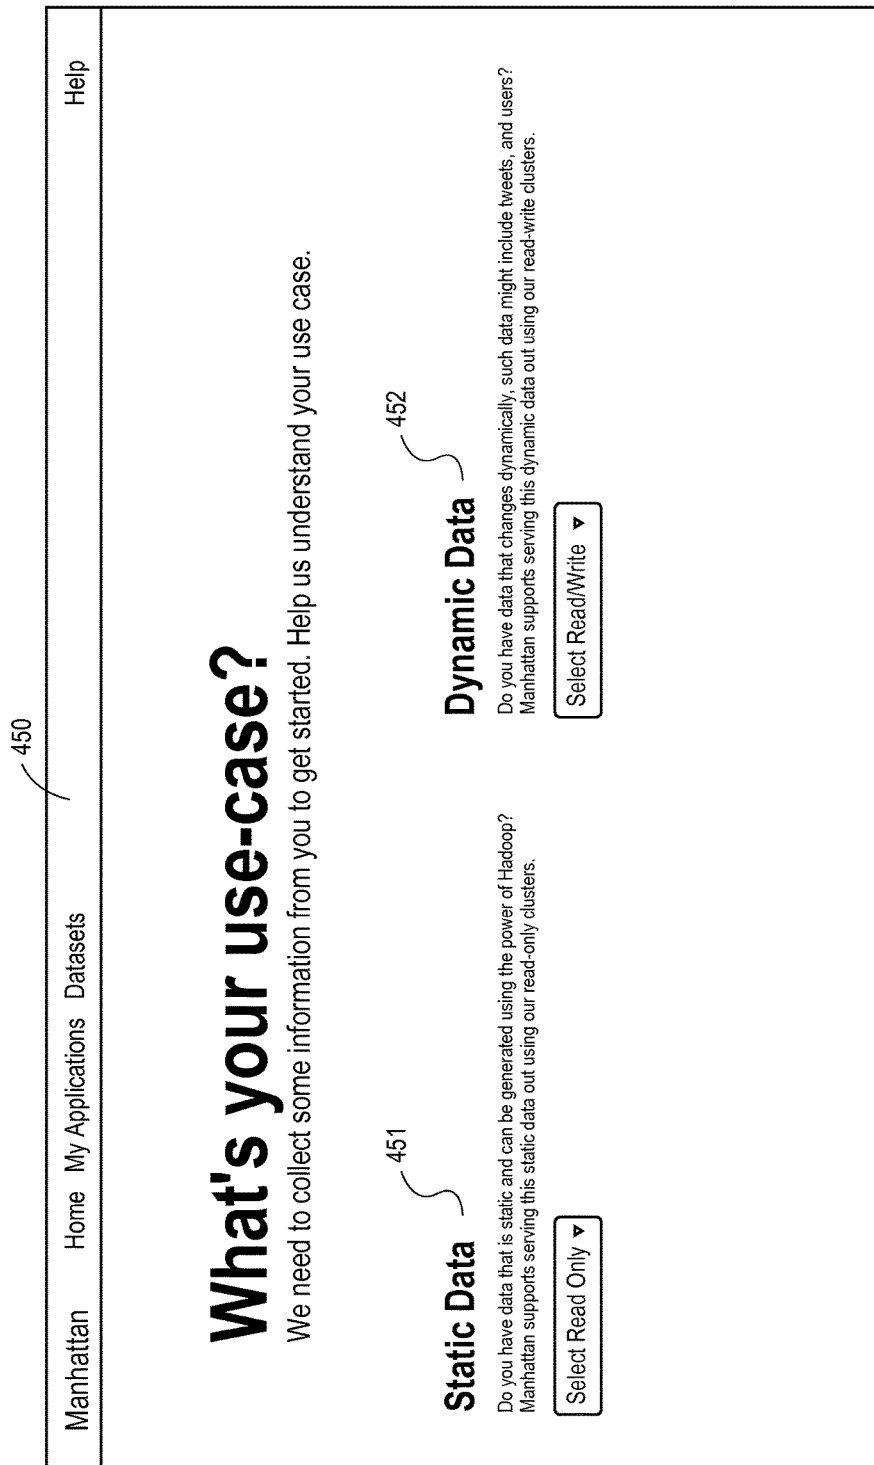 450
Manhattan Home My Applications Datasets Help
What's your use-case?
We need to collect some information from you to get started. Help us understand your use case.
451
Static Data
Do you have data that is static and can be generated using the power of Hadoop?
Manhattan supports serving this static data out using our read-only clusters.
Select Read Only
452
Dynamic Data
Do you have data that changes dynamically, such data might include tweets, and users?
Manhattan supports serving this dynamic data out using our read-write clusters.
Select Read/Write